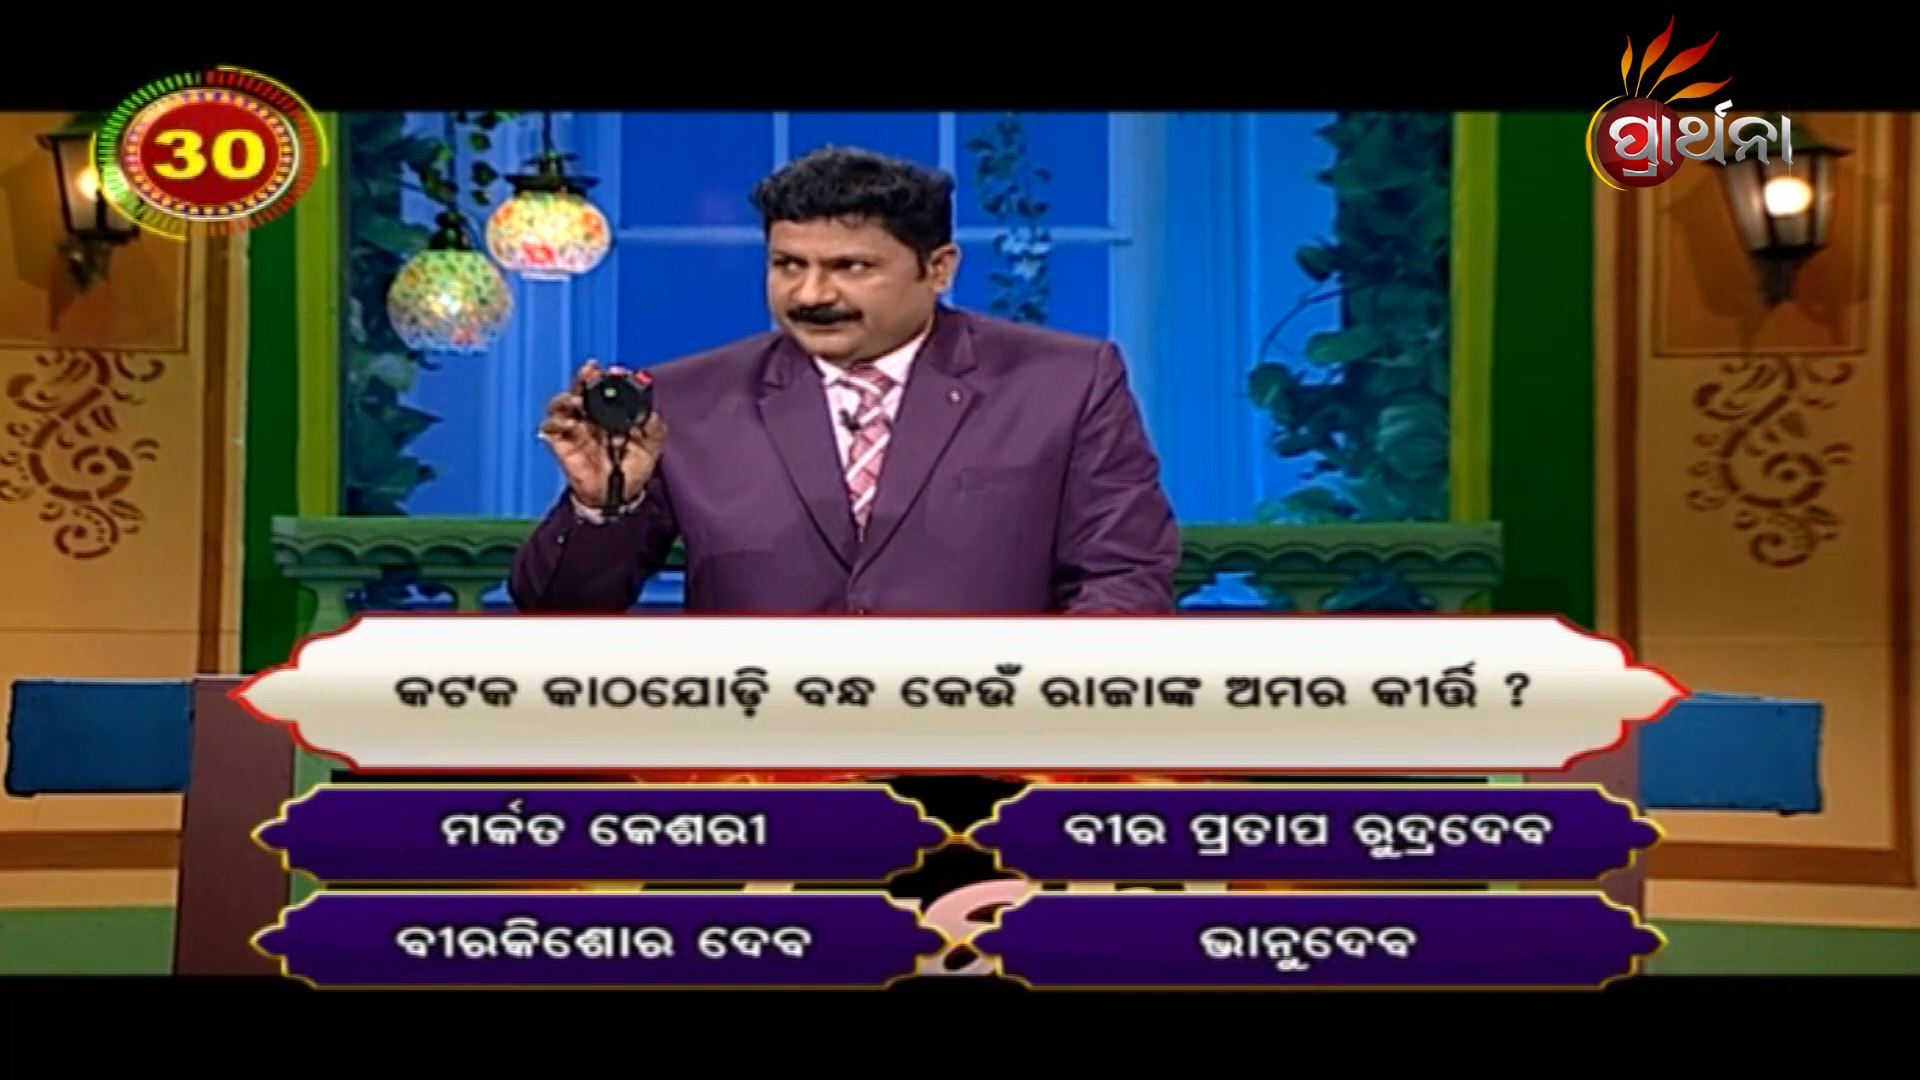 30
ପ୍ରାର୍ଥନା
କଟକ କାଠଯୋଡ଼ି ବନ୍ଧ କେଉଁ ରାଜାଙ୍କ ଅମର କୀର୍ତ୍ତି ?
ମର୍କତ କେଶରୀ
ବୀର ପ୍ରତାପ ରୁଦ୍ରଦେବ
ବୀରକିଶୋର ଦେବ
ଭାନୁଦେବ